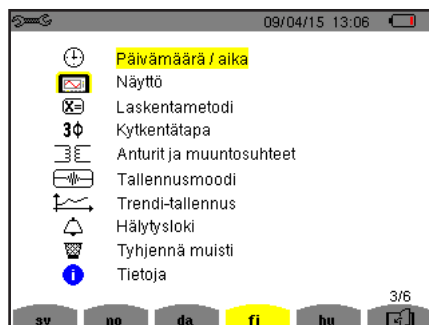 09/04/15 13:06
Päivämäärä / aika
Näyttö
X= Laskentametodi
3Φ Kytkentätapa
Anturit ja muuntosuhteet
Tallennusmoodi
Trendi-tallennus
Hälytysloki
Tyhjennä muisti
i Tietoja
3/6
sv no da fi hu